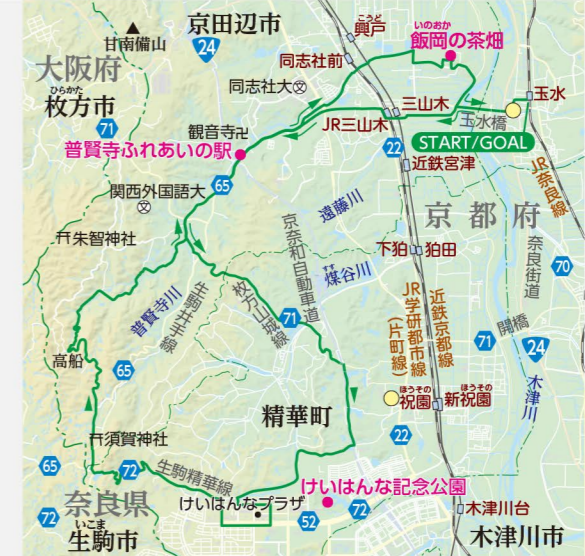 京田辺市
甘南備山
24
こうど
興戸
いのおか
飯岡の茶畑
同志社前
大阪府
ひらかた
枚方市
同志社大
玉水
三山木
JR三山木
玉水橋
START/GOAL
71
観音寺
普賢寺ふれあいの駅
22
近鉄宮津
65
JR奈良線
関西外国語大
遠藤川
京都府
朱智神社
京奈和自動車道
下狛
狛田
奈良街道
70
すす
煤谷川
普賢寺川
生駒井手線
枚方山城線
71
JR学研都市線
(片町線)
近鉄京都線
71
開橋
24
高船
65
木津川
ほうその
祝園
ほうその
新祝園
精華町
22
須賀神社
65
72
生駒精華線
けいはんな記念公園
奈良県
けいはんなプラザ
72
いこま
生駒市
52
72
木津川台
木津川市